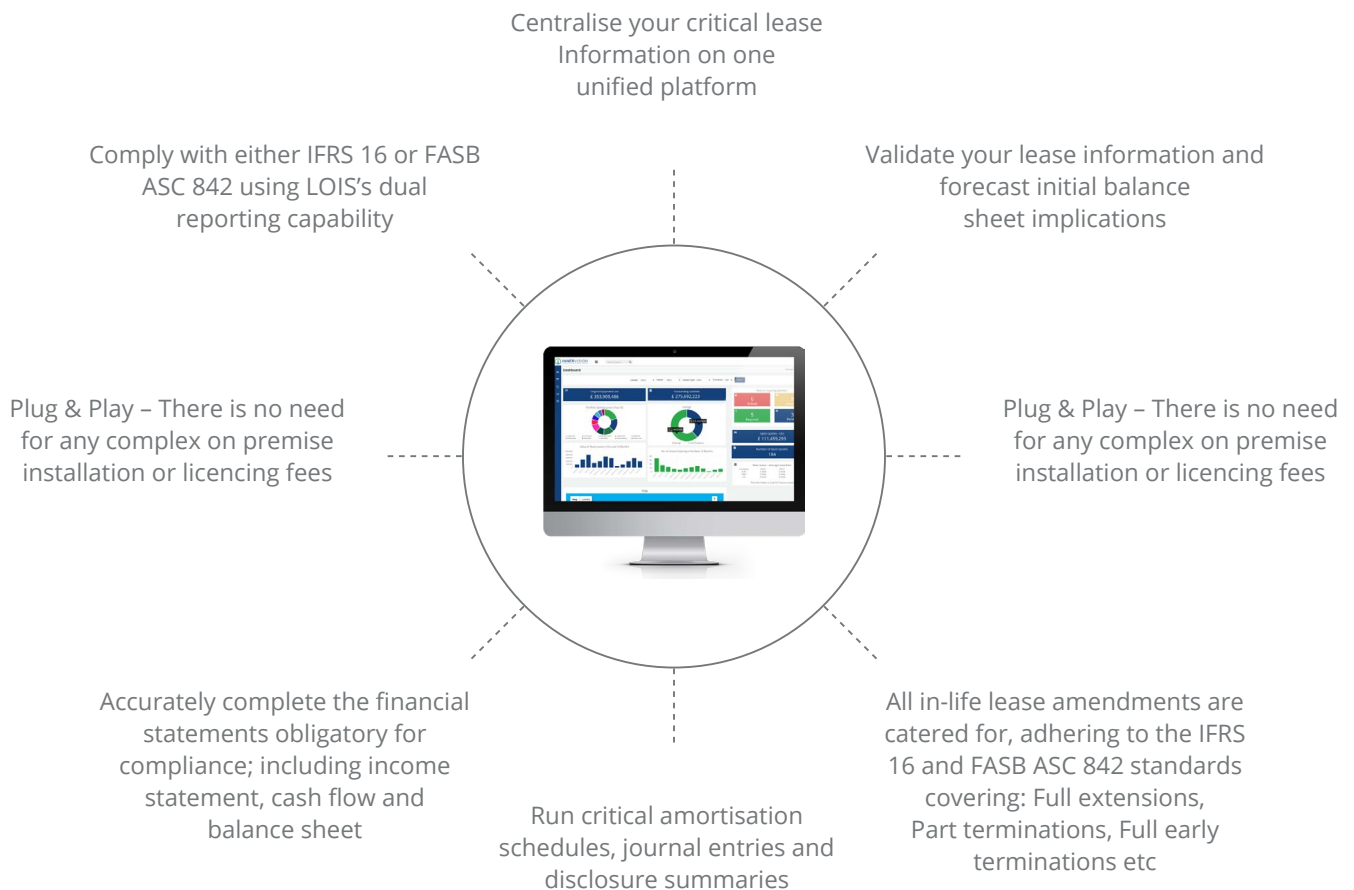 Centralise your critical lease
Information on one
unified platform
Comply with either IFRS 16 or FASB
ASC 842 using LOIS's dual
reporting capability
Validate your lease information and
forecast initial balance
sheet implications
Plug & Play – There is no need
for any complex on premise
installation or licencing fees
Dashboard
Plug & Play – There is no need
for any complex on premise
installation or licencing fees
Accurately complete the financial
statements obligatory for
compliance; including income
statement, cash flow and
balance sheet
Run critical amortisation
schedules, journal entries and
disclosure summaries
All in-life lease amendments are
catered for, adhering to the IFRS
16 and FASB ASC 842 standards
covering: Full extensions,
Part terminations, Full early
terminations etc